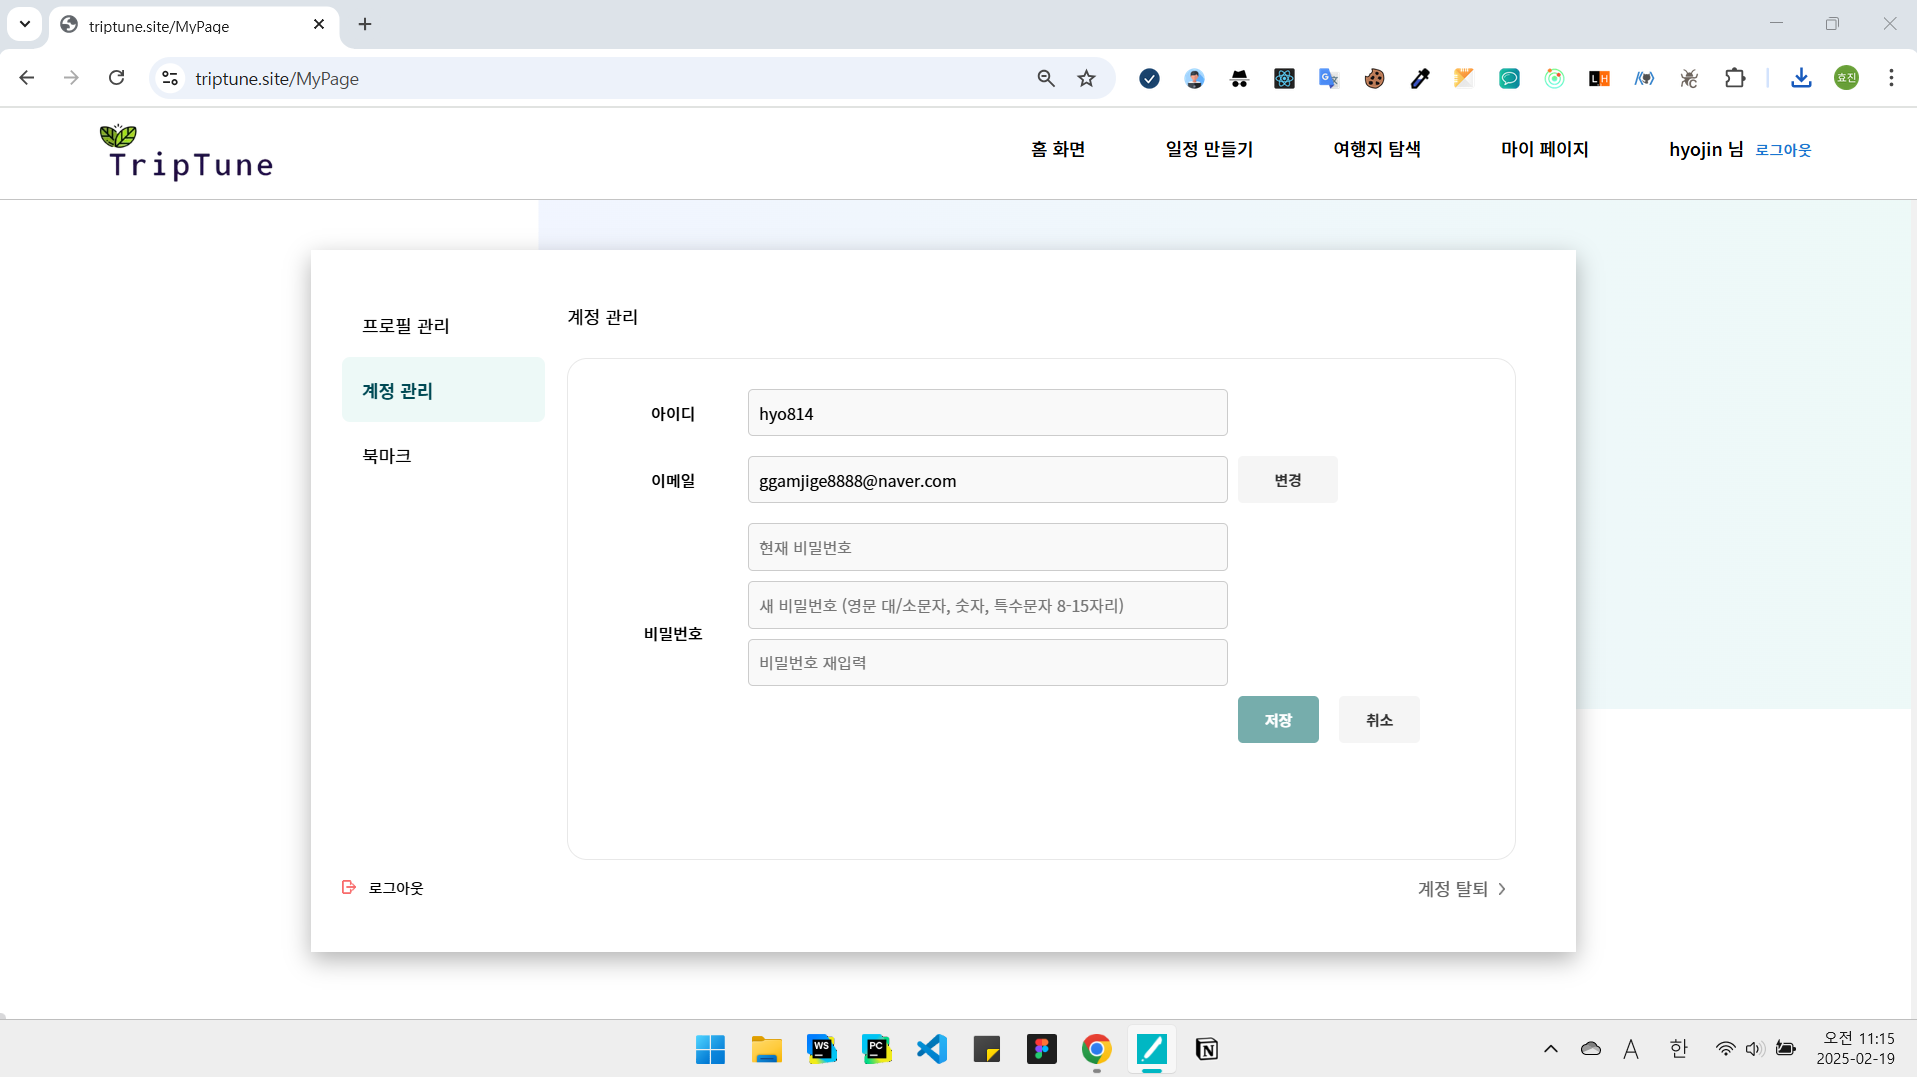 triptune.site/MyPage
triptune.site/MyPage
G
LH
효진
TripTune
홈 화면
일정 만들기
여행지 탐색
마이 페이지
hyojin 님 로그아웃
프로필 관리
계정 관리
북마크
계정 관리
아이디
hyo814
이메일
ggamjige8888@naver.com
변경
비밀번호
현재 비밀번호
새 비밀번호 (영문 대/소문자, 숫자, 특수문자 8-15자리)
비밀번호 재입력
저장
취소
로그아웃
계정 탈퇴
WS
PC
A
한
오전 11:15
2025-02-19